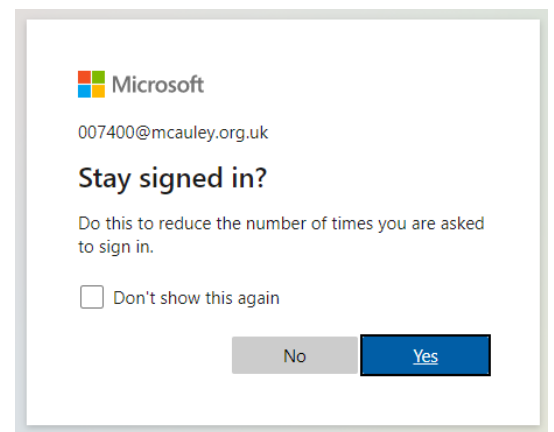 Microsoft
007400@mcauley.org.uk
Stay signed in?
Do this to reduce the number of times you are asked
to sign in.
Don't show this again
No
Yes